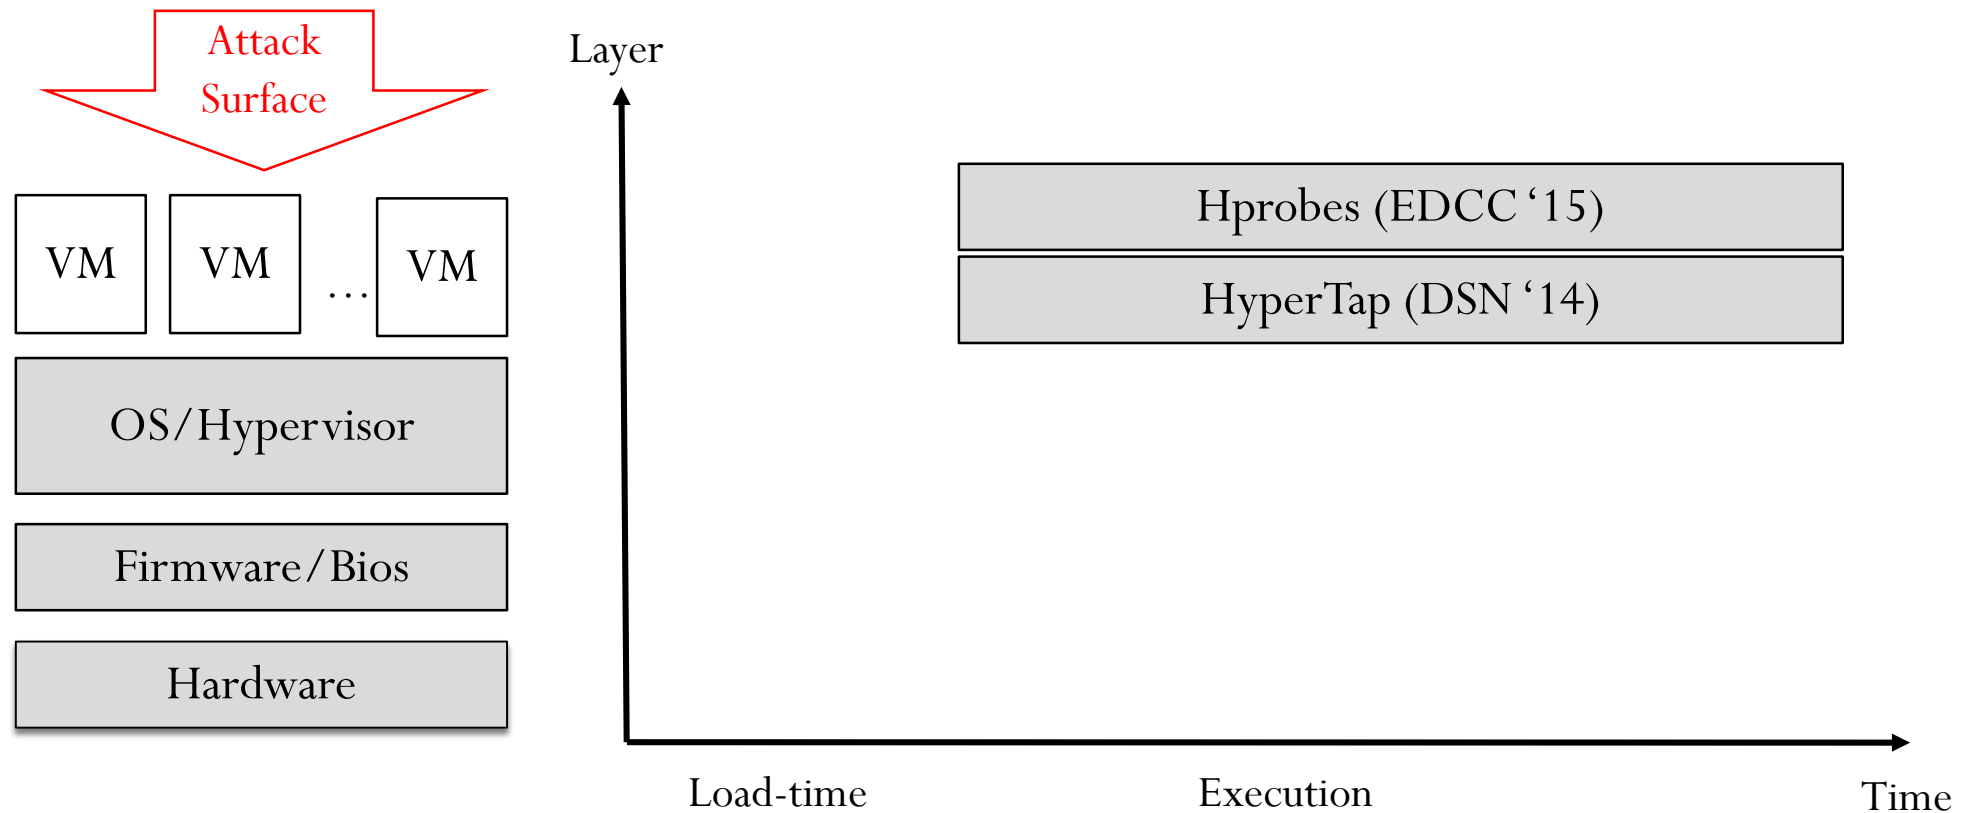 Attack
Surface
VM
VM
...
VM
OS/Hypervisor
Firmware/Bios
Hardware
Layer
Hprobes (EDCC ‘15)
HyperTap (DSN ‘14)
Load-time
Execution
Time